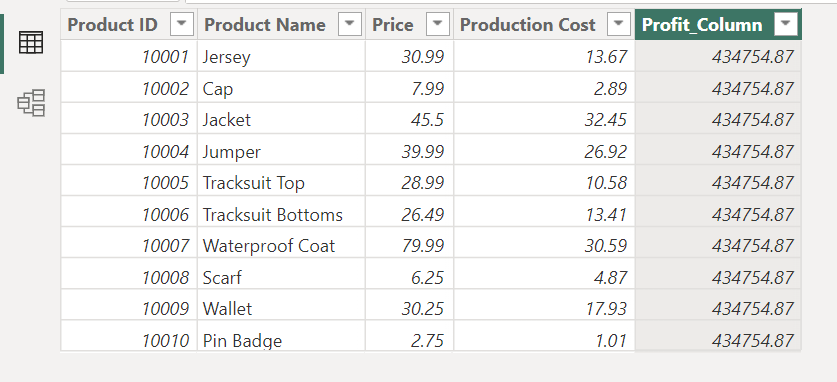 Product ID Product Name Price Production Cost Profit_Column
10001 Jersey 30.99 13.67 434754.87
10002 Cap 7.99 2.89 434754.87
10003 Jacket 45.5 32.45 434754.87
10004 Jumper 39.99 26.92 434754.87
10005 Tracksuit Top 28.99 10.58 434754.87
10006 Tracksuit Bottoms 26.49 13.41 434754.87
10007 Waterproof Coat 79.99 30.59 434754.87
10008 Scarf 6.25 4.87 434754.87
10009 Wallet 30.25 17.93 434754.87
10010 Pin Badge 2.75 1.01 434754.87